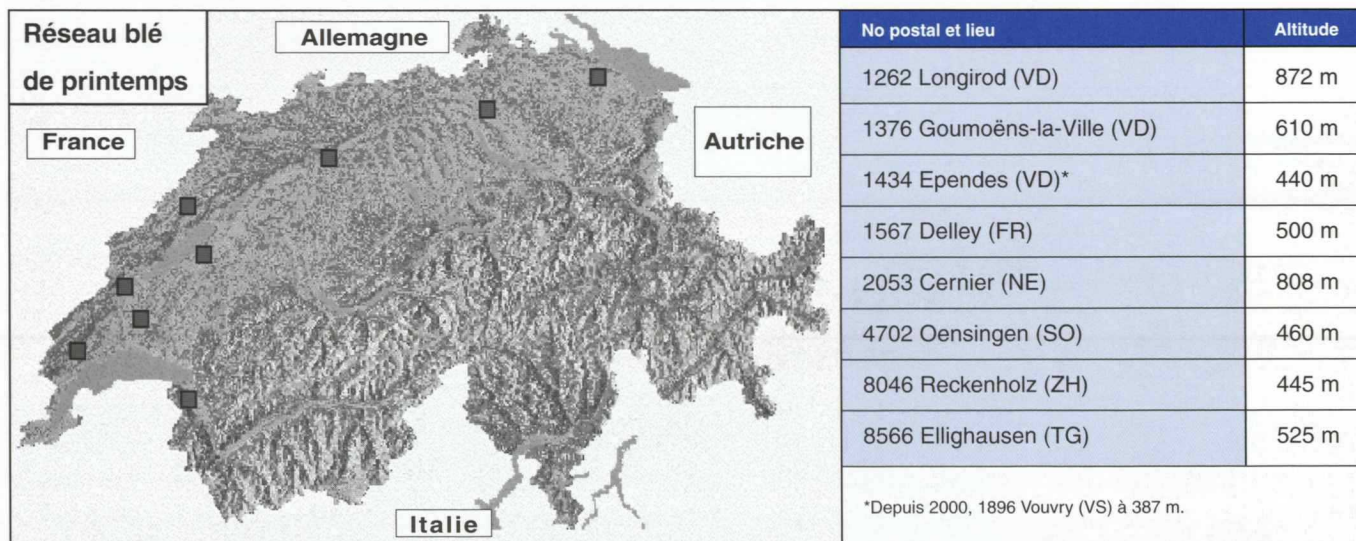 Réseau blé
de printemps
Allemagne
France
Autriche
Italie
No postal et lieu Altitude
1262 Longirod (VD) 872 m
1376 Goumoëns-la-Ville (VD) 610 m
1434 Ependes (VD)* 440 m
1567 Delley (FR) 500 m
2053 Cernier (NE) 808 m
4702 Oensingen (SO) 460 m
8046 Reckenholz (ZH) 445 m
8566 Ellighausen (TG) 525 m
*Depuis 2000, 1896 Vouvry (VS) à 387 m.